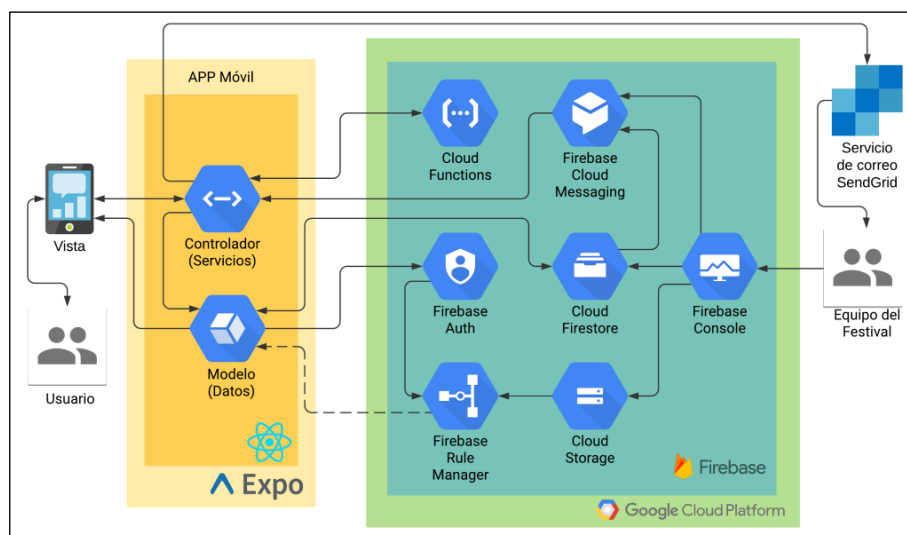 APP Móvil
Cloud
Functions
Firebase
Cloud
Messaging
Servicio
de correo
SendGrid
Vista
Controlador
(Servicios)
Firebase
Auth
Cloud
Firestore
Firebase
Console
Equipo del
Festival
Usuario
Modelo
(Datos)
Firebase
Rule
Manager
Cloud
Storage
Expo
Firebase
Google Cloud Platform